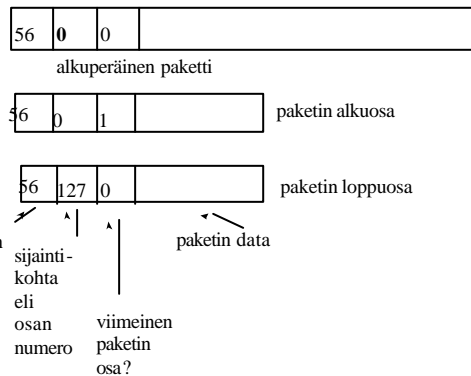 56 0 0
alkuperäinen paketti
56 0 1
paketin alkuosa
56 127 0
paketin loppuosa
paketin data
sijainti-
kohta
eli
osan
numero
viimeinen
paketin
osa?